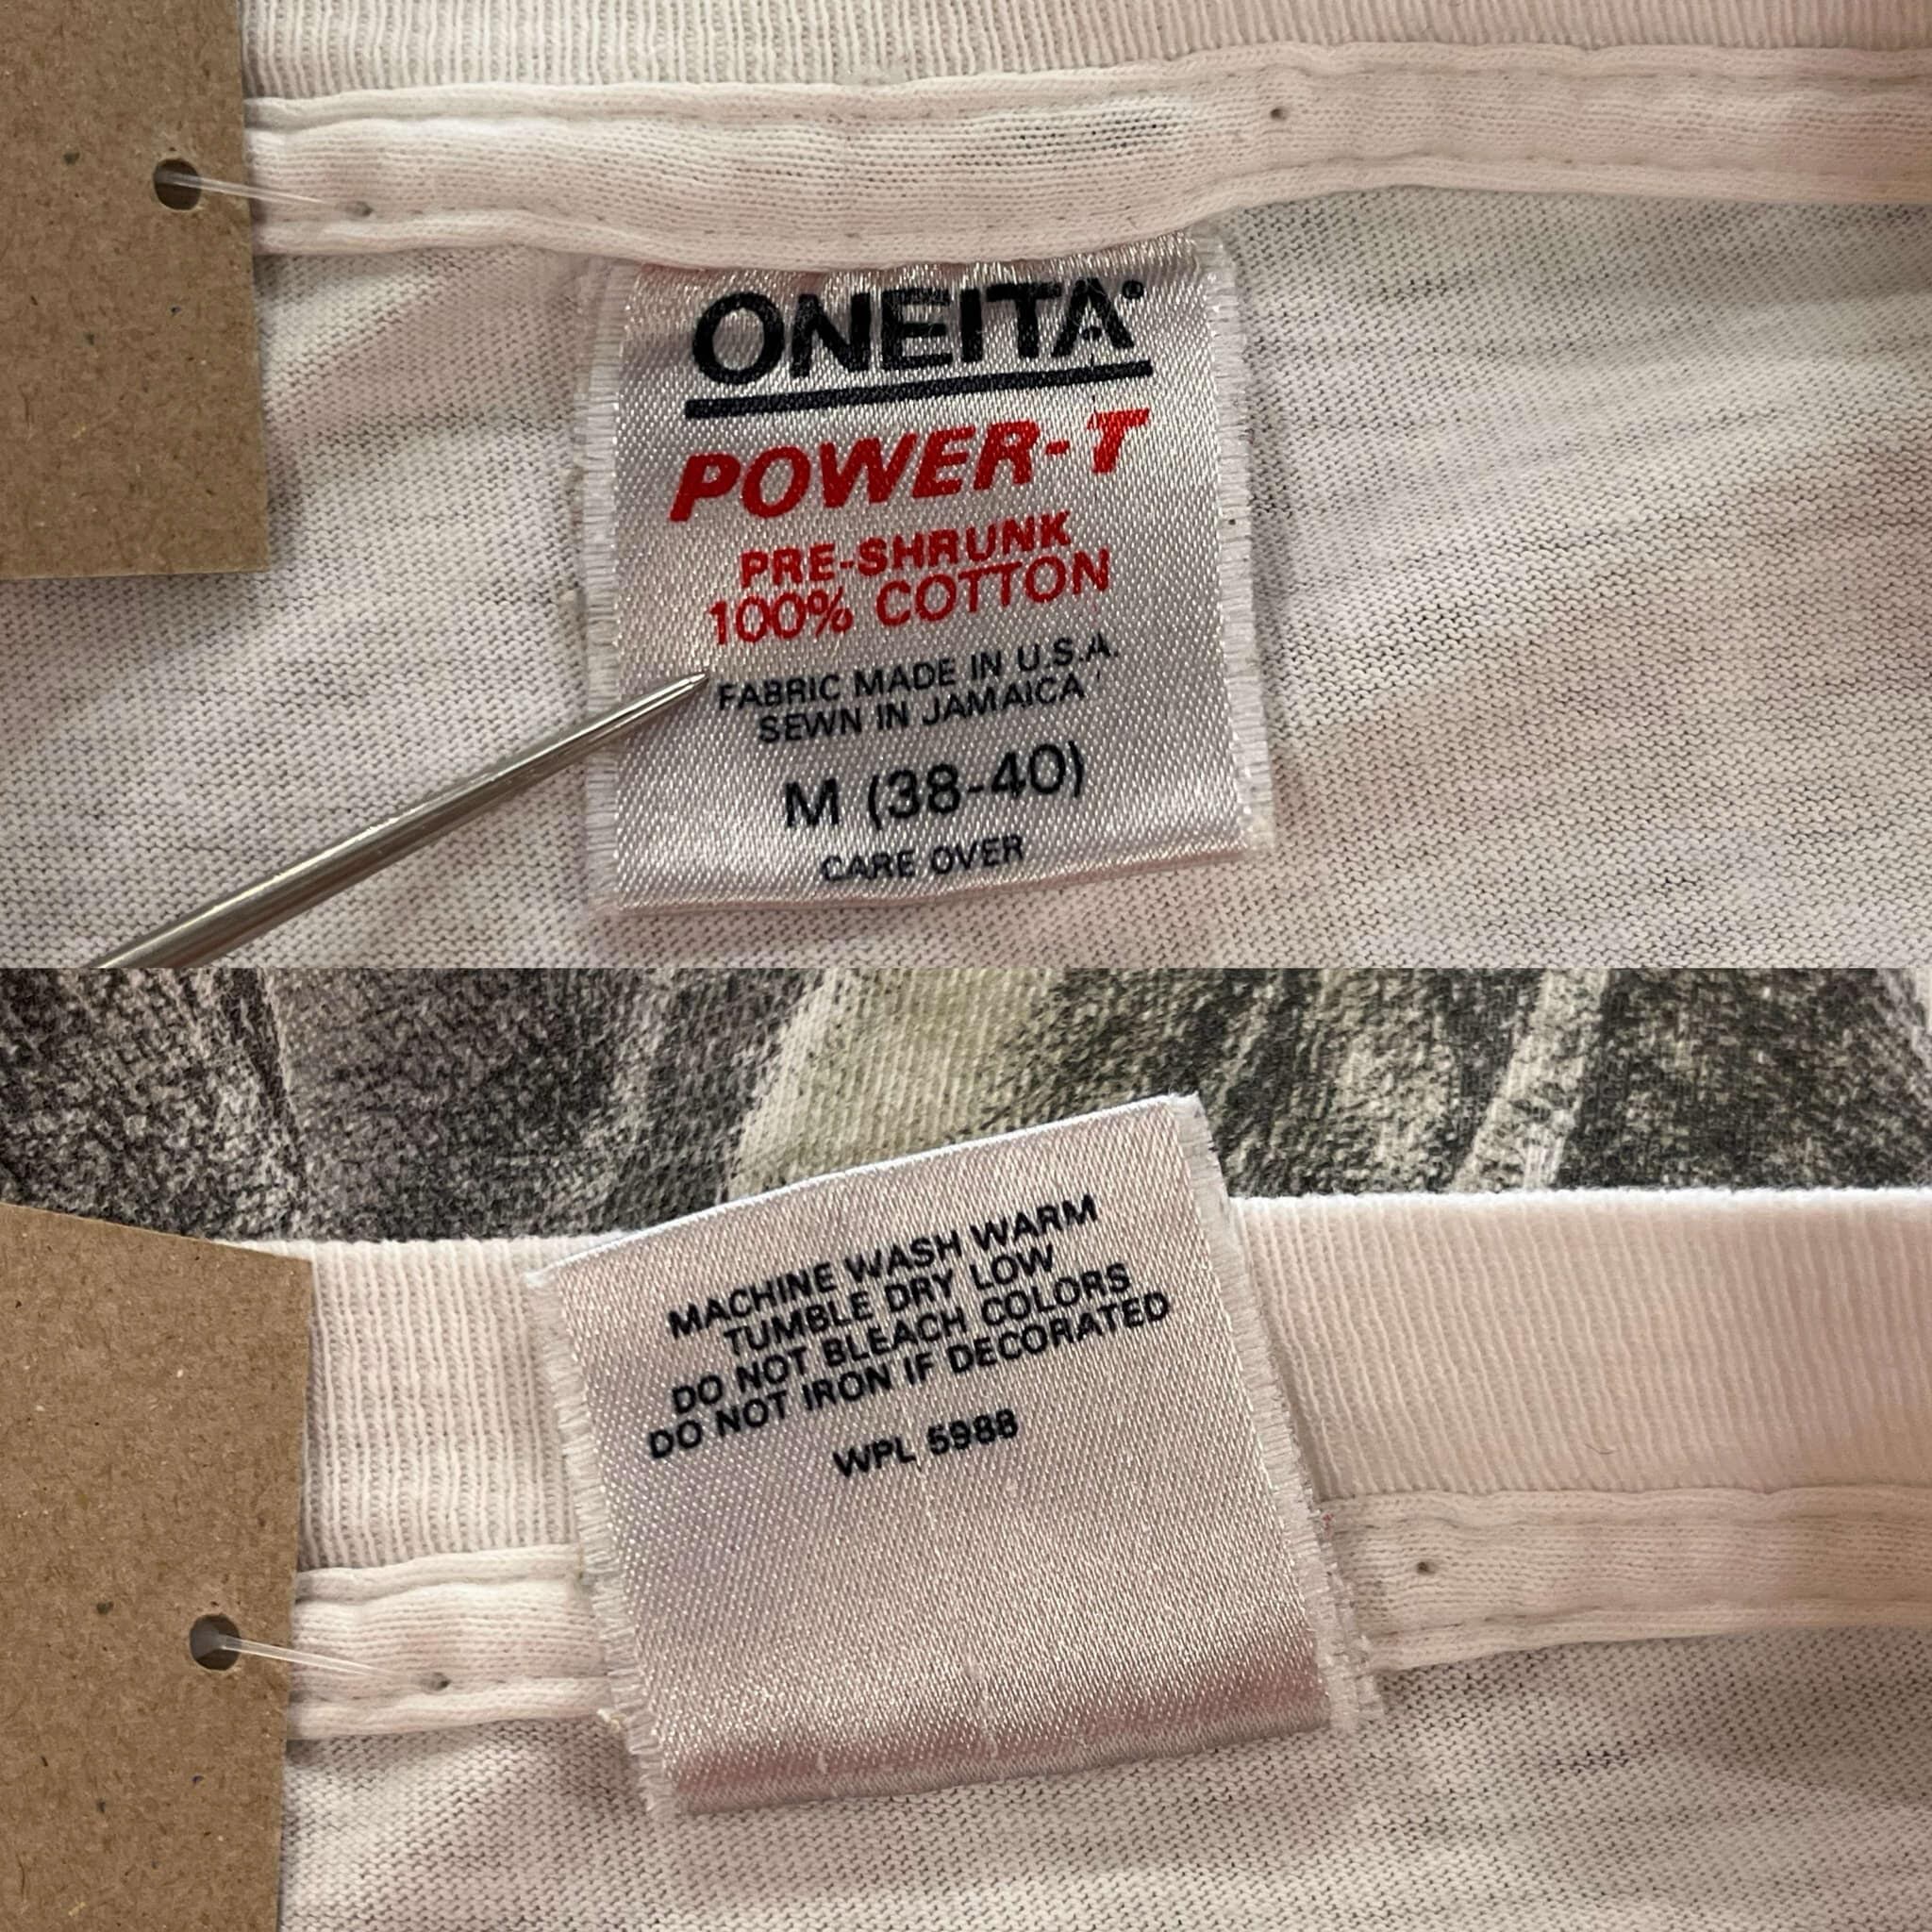 ONEITA
POWER-T
PRE-SHRUNK
100% COTTON
FABRIC MADE IN U.S.A.
SEWN IN JAMAICA
M (38-40)
CARE OVER
MACHINE WASH WARM
TUMBLE DRY LOW
DO NOT BLEACH COLORS
DO NOT IRON IF DECORATED
WPL 5988